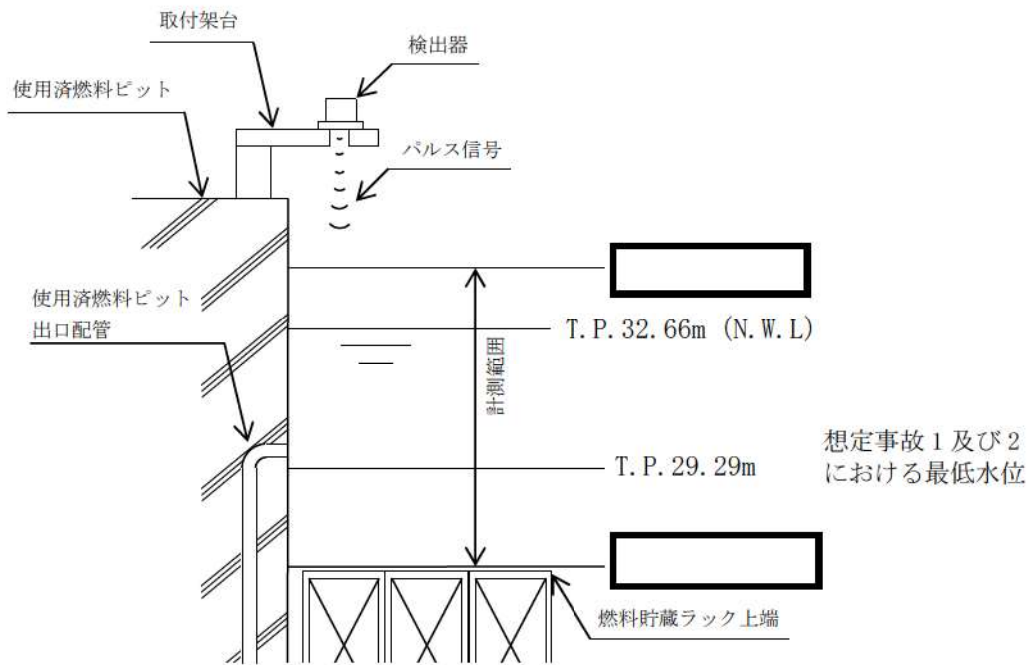 取付架台
検出器
使用済燃料ピット
パルス信号
使用済燃料ピット
出口配管
T.P.32.66m (N.W.L)
計測範囲
T.P.29.29m
想定事故1及び2
における最低水位
燃料貯蔵ラック上端